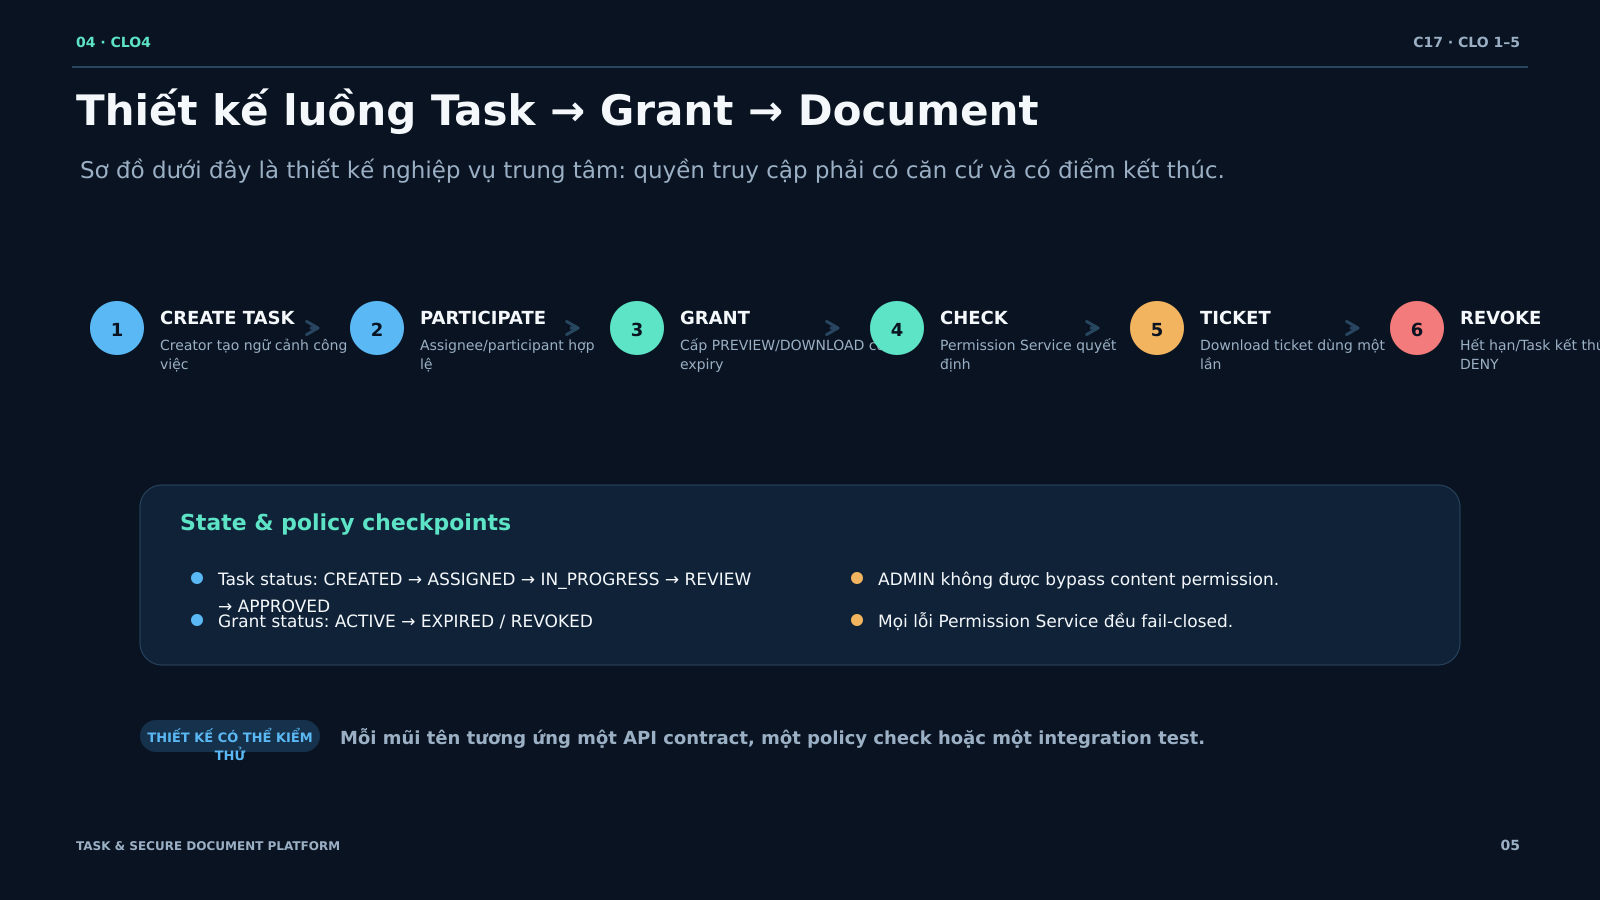 04 · CLO4
C17 · CLO 1–5
Thiết kế luồng Task → Grant → Document
Sơ đồ dưới đây là thiết kế nghiệp vụ trung tâm: quyền truy cập phải có căn cứ và có điểm kết thúc.
1
CREATE TASK
Creator tạo ngữ cảnh công
việc
2
PARTICIPATE
Assignee/participant hợp
lệ
3
GRANT
Cấp PREVIEW/DOWNLOAD
expiry
4
CHECK
Permission Service quyết
định
5
TICKET
Download ticket dùng một
lần
6
REVOKE
Hết hạn/Task kết
DENY
State & policy checkpoints
Task status: CREATED → ASSIGNED → IN_PROGRESS → REVIEW
→ APPROVED
Grant status: ACTIVE → EXPIRED / REVOKED
ADMIN không được bypass content permission.
Mọi lỗi Permission Service đều fail-closed.
THIẾT KẾ CÓ THỂ KIỂM
THỬ
Mỗi mũi tên tương ứng một API contract, một policy check hoặc một integration test.
TASK & SECURE DOCUMENT PLATFORM
05